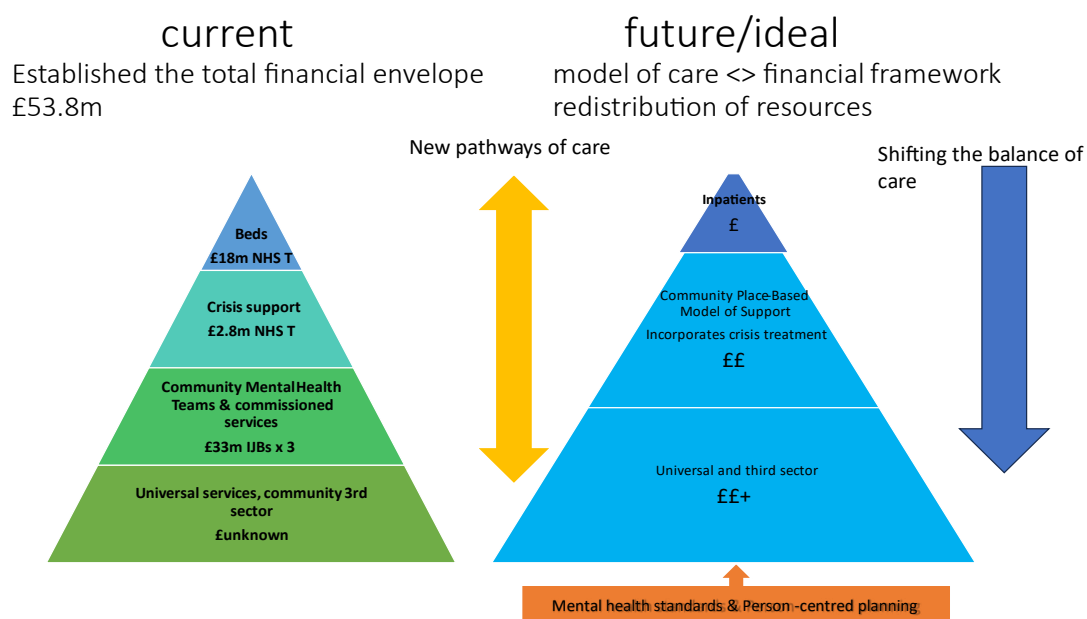 current
Established the total financial envelope
£53.8m
future/ideal
model of care <> financial framework
redistribution of resources
New pathways of care
Shifting the balance of
care
Beds
£18m NHS T
Crisis support
£2.8m NHS T
Community Mental Health
Teams & commissioned
services
£33m IJBs x 3
Universal services, community 3rd
sector
£unknown
Inpatients
£
Community Place-Based
Model of Support
Incorporates crisis treatment
££
Universal and third sector
££+
Mental health standards & Person -centred planning